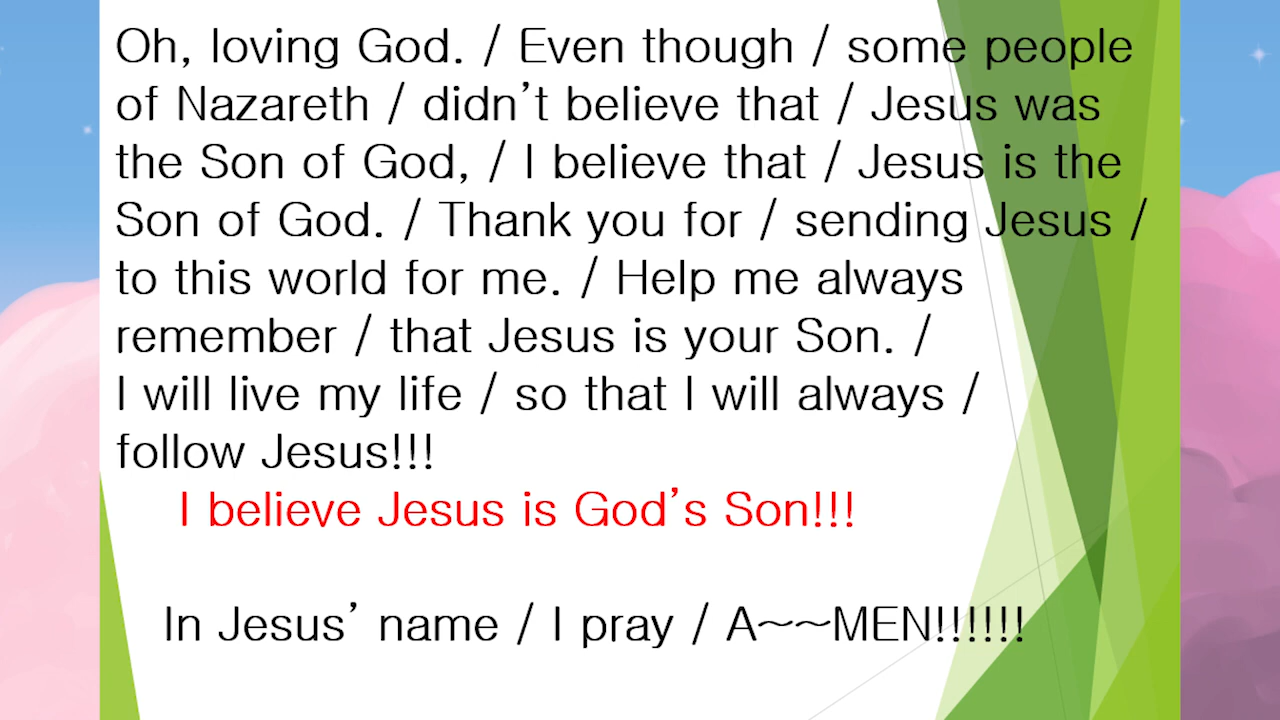 Oh, loving God. / Even though / some people
of Nazareth / didn’t believe that / Jesus was
the Son of God, / I believe that / Jesus is the
Son of God. / Thank you for / sending Jesus /
to this world for me. / Help me always
remember / that Jesus is your Son. /
I will live my life / so that I will always /
follow Jesus!!!
I believe Jesus is God’s Son!!!
In Jesus’ name / I pray / A~~MEN!!!!!!